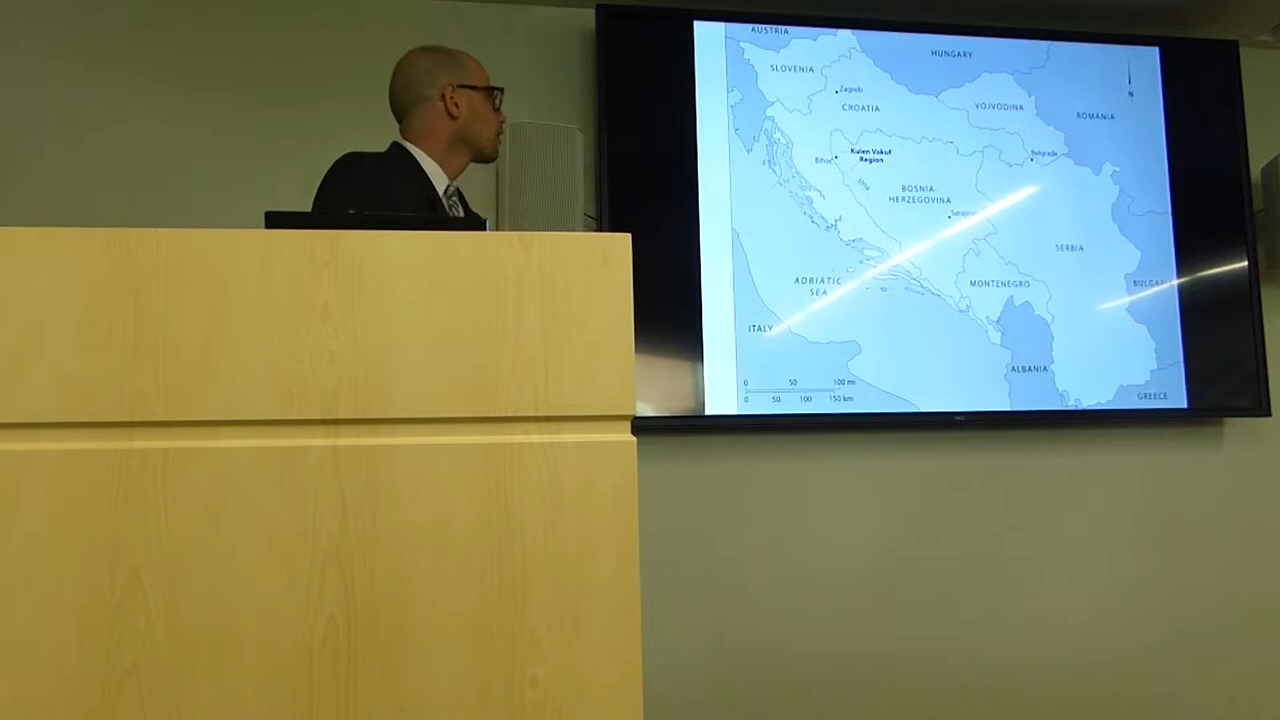 AUSTRIA
HUNGARY
SLOVENIA
Zagreb
CROATIA
VOJVODINA
ROMANIA
N
Kulen Vakuf
Region
Bihać
Belgrade
Una
BOSNIA-
HERZEGOVINA
Sarajevo
SERBIA
ADRIATIC
SEA
MONTENEGRO
BULGARIA
ITALY
ALBANIA
GREECE
0 50 100 mi
0 50 100 150 km